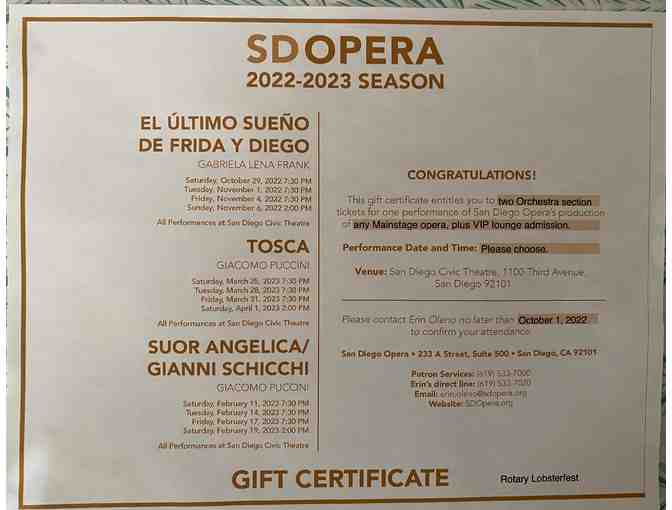 SDOPERA
2022-2023 SEASON
EL ÚLTIMO SUEÑO
DE FRIDA Y DIEGO
GABRIELA LENA FRANK
Saturday, October 29, 2022 7:30 PM
Tuesday, November 1, 2022 7:30 PM
Friday, November 4, 2022 7:30 PM
Sunday, November 6, 2022 2:00 PM
All Performances at San Diego Civic Theatre
TOSCA
GIACOMO PUCCINI
Saturday, March 25, 2023 7:30 PM
Tuesday, March 28, 2023 7:30 PM
Friday, March 31, 2023 7:30 PM
Saturday, April 1, 2023 2:00 PM
All Performances at San Diego Civic Theatre
SUOR ANGELICA/
GIANNI SCHICCHI
GIACOMO PUCCINI
Saturday, February 11, 2023 7:30 PM
Tuesday, February 14, 2023 7:30 PM
Friday, February 17, 2023 7:30 PM
Saturday, February 19, 2023 2:00 PM
All Performances at San Diego Civic Theatre
CONGRATULATIONS!
This gift certificate entitles you to two Orchestra section
tickets for one performance of San Diego Opera's production
of any Mainstage opera, plus VIP lounge admission.
Performance Date and Time: Please choose.
Venue: San Diego Civic Theatre, 1100 Third Avenue,
San Diego 92101
Please contact Erin Oleno no later than October 1, 2022
to confirm your attendance
San Diego Opera • 233 A Street, Suite 500 • San Diego, CA 92101
Patron Services: (619) 533-7000
Erin's direct line: (619) 533-7020
Email: erin.oleno@sdopera.org
Website: SDOpera.org
GIFT CERTIFICATE
Rotary Lobsterfest